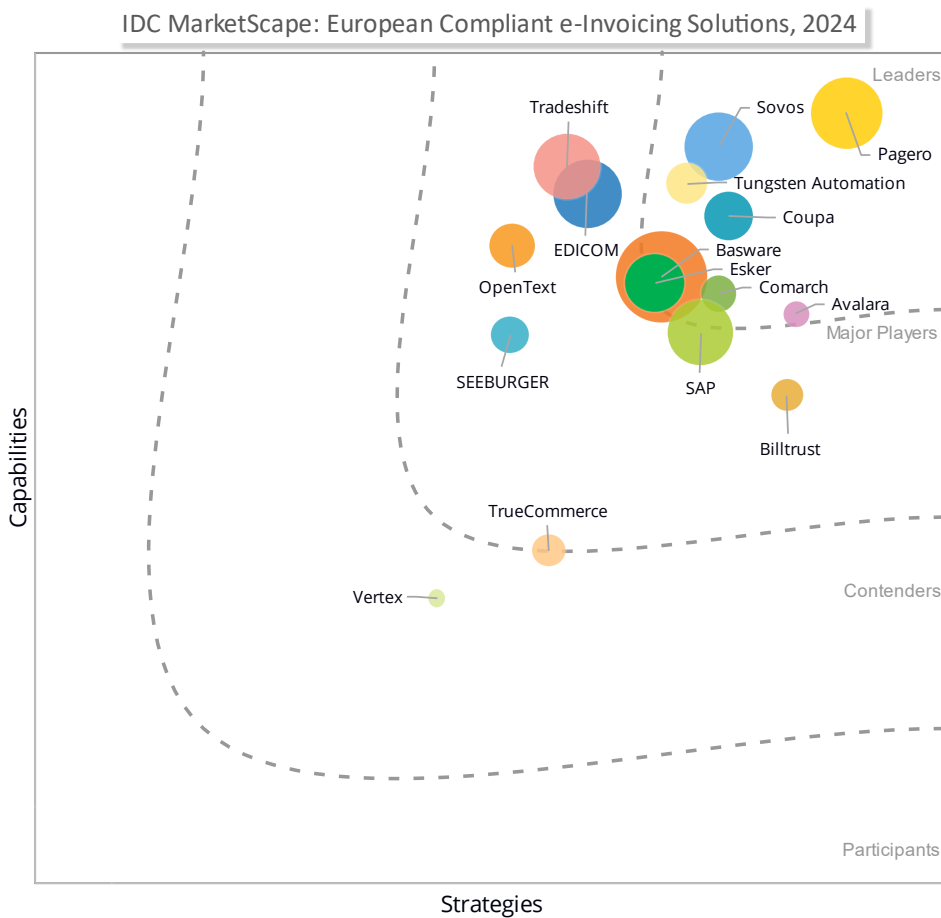 IDC MarketScape: European Compliant e-Invoicing Solutions, 2024
Leaders
Tradeshift
Sovos
Pagero
Tungsten Automation
Coupa
EDICOM
Basware
Esker
OpenText
Comarch
Avalara
Major Players
SEEBURGER
SAP
Billtrust
Capabilities
TrueCommerce
Contenders
Vertex
Participants
Strategies